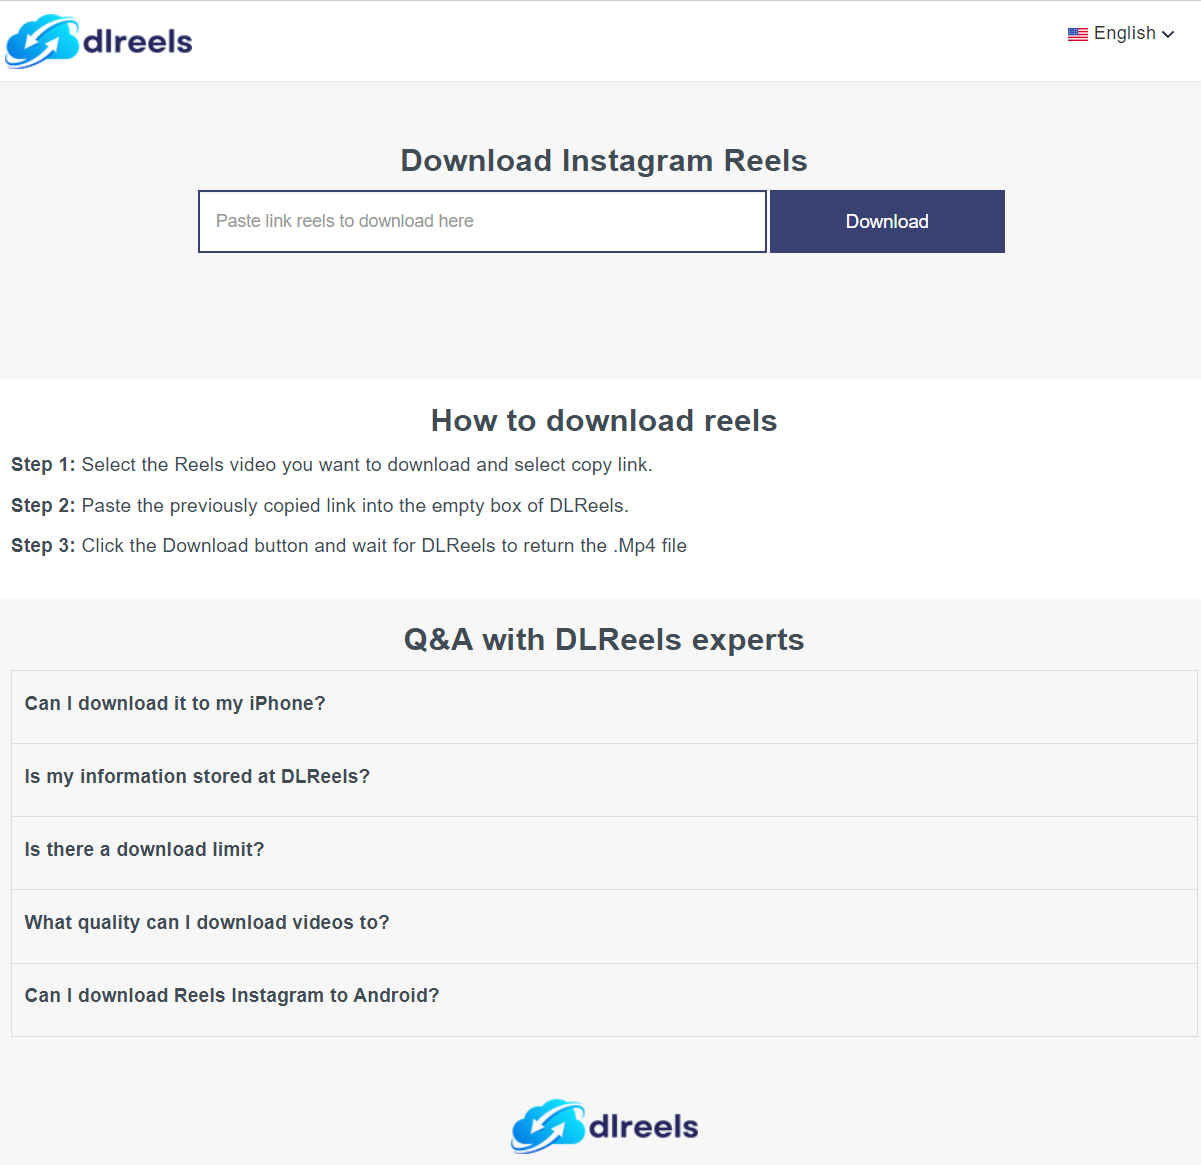 dlreels
English
Download Instagram Reels
Paste link reels to download here
Download
How to download reels
Step 1: Select the Reels video you want to download and select copy link.
Step 2: Paste the previously copied link into the empty box of DLReels.
Step 3: Click the Download button and wait for DLReels to return the .Mp4 file
Q&A with DLReels experts
Can I download it to my iPhone?
Is my information stored at DLReels?
Is there a download limit?
What quality can I download videos to?
Can I download Reels Instagram to Android?
dlreels